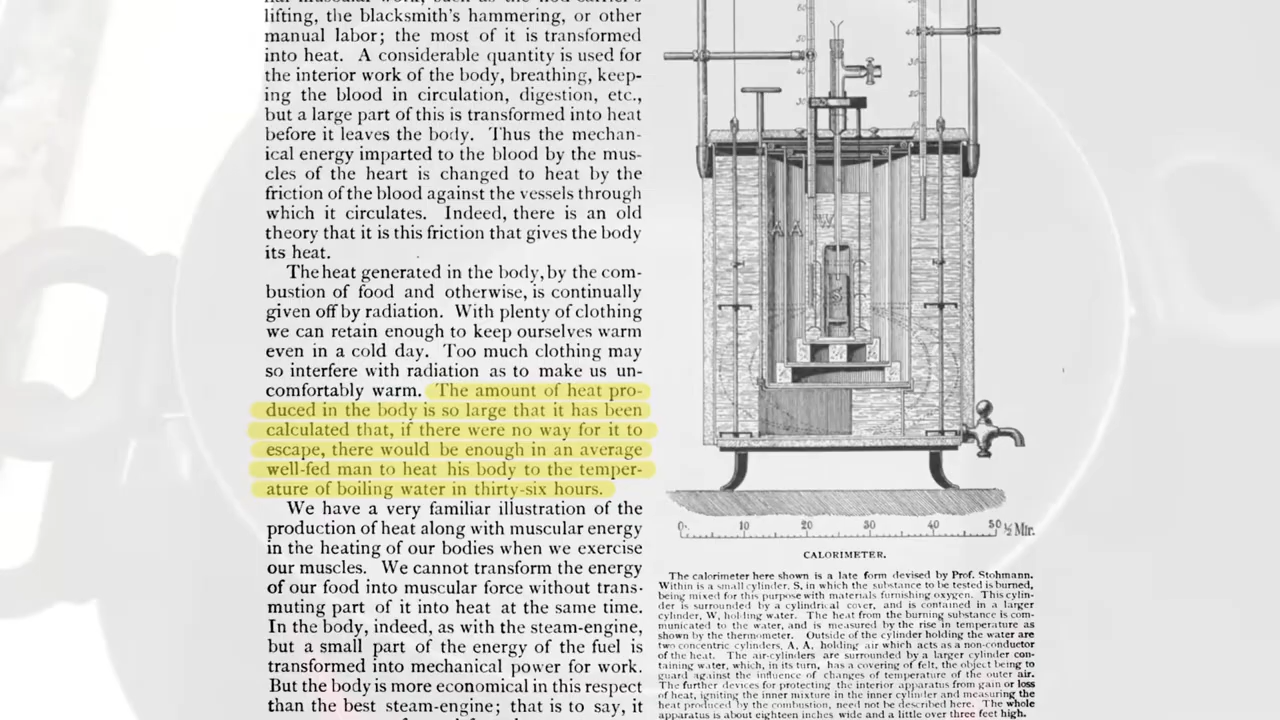 lifting, the blacksmith's hammering, or other
manual labor; the most of it is transformed
into heat. A considerable quantity is used for
the interior work of the body, breathing, keep-
ing the blood in circulation, digestion, etc.,
but a large part of this is transformed into heat
before it leaves the body. Thus the mechan-
ical energy imparted to the blood by the mus-
cles of the heart is changed to heat by the
friction of the blood against the vessels through
which it circulates. Indeed, there is an old
theory that it is this friction that gives the body
its heat.
The heat generated in the body, by the com-
bustion of food and otherwise, is continually
given off by radiation. With plenty of clothing
we can retain enough to keep ourselves warm
even in a cold day. Too much clothing may
so interfere with radiation as to make us un-
comfortably warm. The amount of heat pro-
duced in the body is so large that it has been
calculated that, if there were no way for it to
escape, there would be enough in an average
well-fed man to heat his body to the temper-
ature of boiling water in thirty-six hours.
We have a very familiar illustration of the
production of heat along with muscular energy
in the heating of our bodies when we exercise
our muscles. We cannot transform the energy
of our food into muscular force without trans-
muting part of it into heat at the same time.
In the body, indeed, as with the steam-engine,
but a small part of the energy of the fuel is
transformed into mechanical power for work.
But the body is more economical in this respect
than the best steam-engine; that is to say, it
A A W
S
0 10 20 30 40 50 ½ Mtr.
CALORIMETER.
The calorimeter here shown is a late form devised by Prof. Stohmann.
Within is a small cylinder, S, in which the substance to be tested is burned,
being mixed for this purpose with materials furnishing oxygen. This cylin-
der is surrounded by a cylindrical cover, and is contained in a larger
cylinder, W, holding water. The heat from the burning substance is com-
municated to the water, and is measured by the rise in temperature as
shown by the thermometer. Outside of the cylinder holding the water are
two concentric cylinders, A, A, holding air which acts as a non-conductor
of the heat. The air-cylinders are surrounded by a larger cylinder con-
taining water, which, in its turn, has a covering of felt, the object being to
guard against the influence of changes of temperature of the outer air.
The further devices for protecting the interior apparatus from gain or loss
of heat, igniting the inner mixture in the inner cylinder and measuring the
heat produced by the combustion, need not be described here. The whole
apparatus is about eighteen inches wide and a little over three feet high.